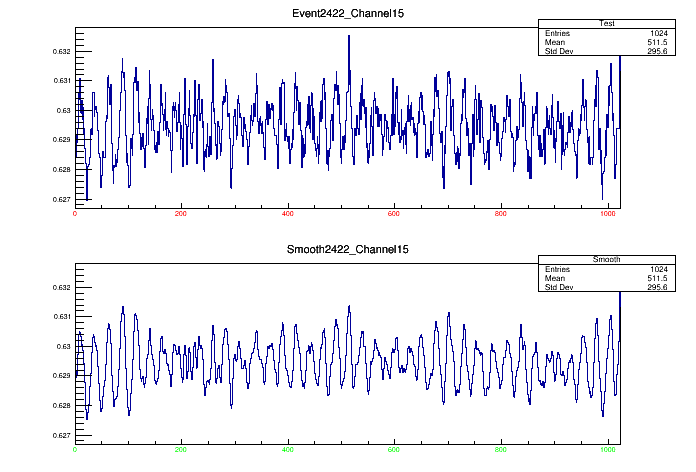 Event2422_Channel15
Test
Entries 1024
Mean 511.5
Std Dev 295.6
0.632
0.631
0.63
0.629
0.628
0.627
0 200 400 600 800 1000
Smooth2422_Channel15
Smooth
Entries 1024
Mean 511.5
Std Dev 295.6
0.632
0.631
0.63
0.629
0.628
0.627
0 200 400 600 800 1000